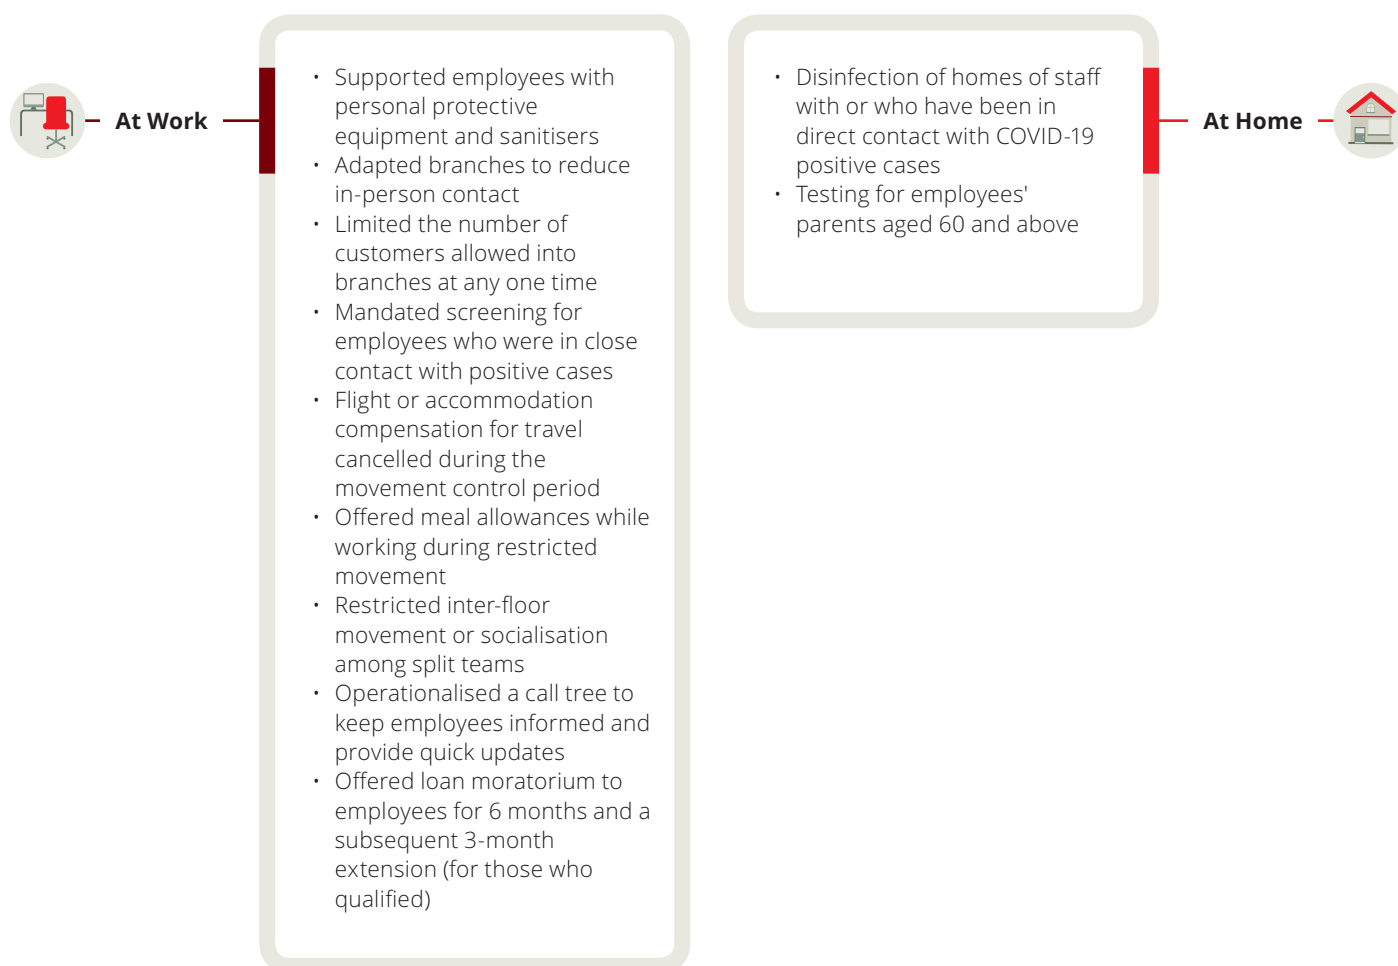 At Work
• Supported employees with
personal protective
equipment and sanitisers
• Adapted branches to reduce
in-person contact
• Limited the number of
customers allowed into
branches at any one time
• Mandated screening for
employees who were in close
contact with positive cases
• Flight or accommodation
compensation for travel
cancelled during the
movement control period
• Offered meal allowances while
working during restricted
movement
• Restricted inter-floor
movement or socialisation
among split teams
• Operationalised a call tree to
keep employees informed and
provide quick updates
• Offered loan moratorium to
employees for 6 months and a
subsequent 3-month
extension (for those who
qualified)
• Disinfection of homes of staff
with or who have been in
direct contact with COVID-19
positive cases
• Testing for employees'
parents aged 60 and above
At Home